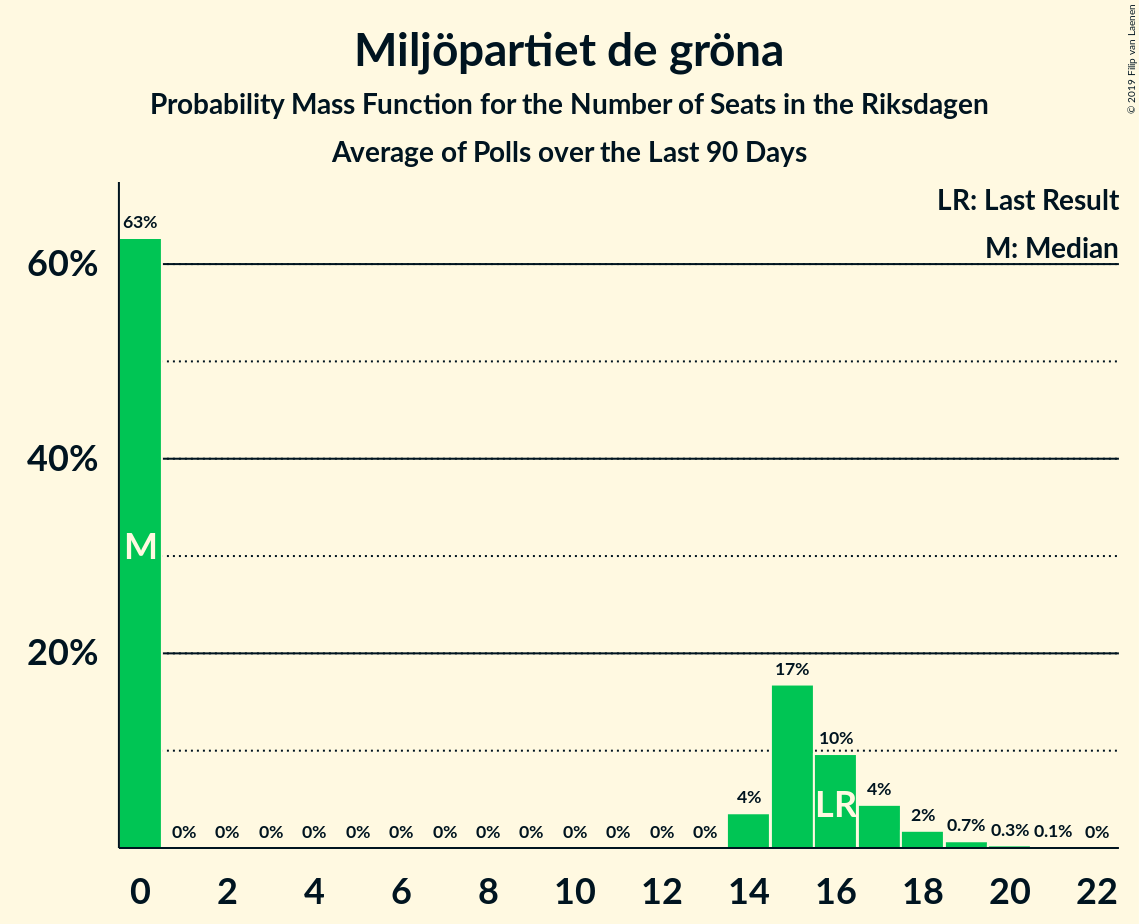 Miljöpartiet de gröna
Probability Mass Function for the Number of Seats in the Riksdagen
Average of Polls over the Last 90 Days
© 2019 Filip van Laenen
LR: Last Result
M: Median
63%
60%
40%
20%
M
LR
0% 0% 0% 0% 0% 0% 0% 0% 0% 0% 0% 0% 0% 4% 17% 10% 4% 2% 0.7% 0.3% 0.1% 0%
0 2 4 6 8 10 12 14 16 18 20 22